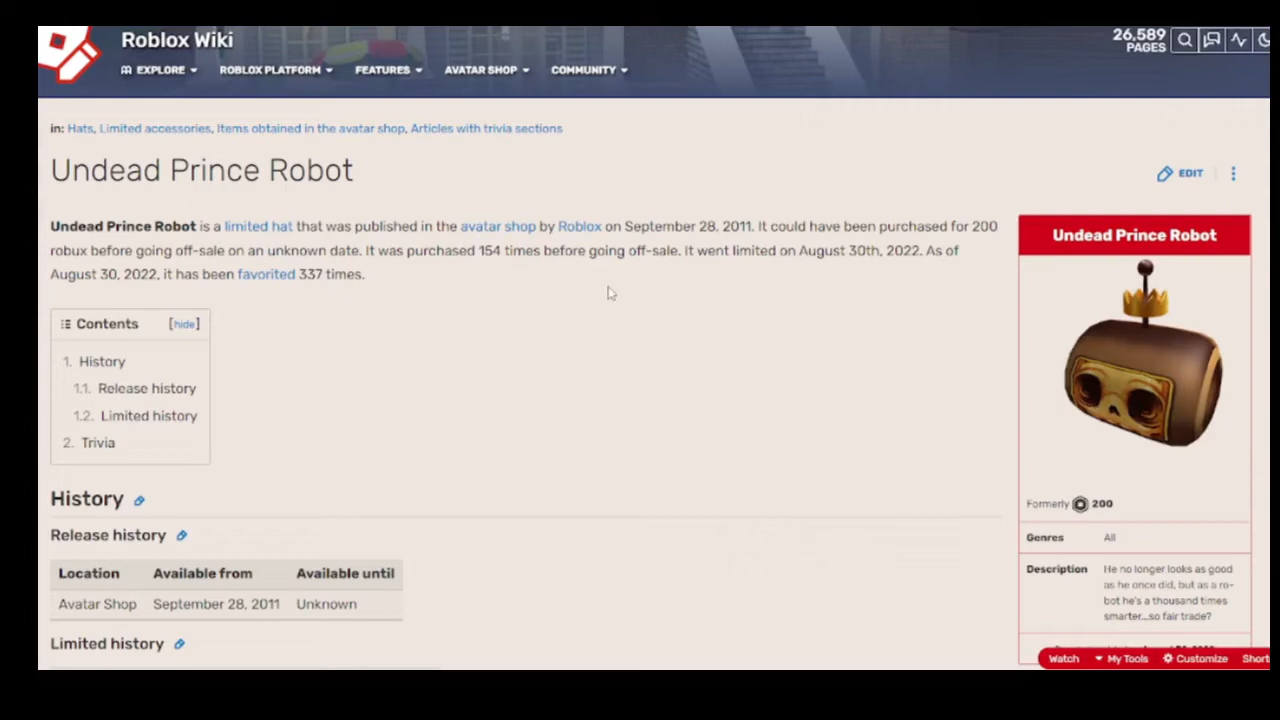 Roblox Wiki
26,589
PAGES
EXPLORE
ROBLOX PLATFORM
FEATURES
AVATAR SHOP
COMMUNITY
in: Hats, Limited accessories, Items obtained in the avatar shop, Articles with trivia sections
Undead Prince Robot
EDIT
Undead Prince Robot is a limited hat that was published in the avatar shop by Roblox on September 28, 2011. It could have been purchased for 200
robux before going off-sale on an unknown date. It was purchased 154 times before going off-sale. It went limited on August 30th, 2022. As of
August 30, 2022, it has been favorited 337 times.
Contents [hide]
1. History
1.1. Release history
1.2. Limited history
2. Trivia
History
Release history
Location Available from Available until
Avatar Shop September 28, 2011 Unknown
Limited history
Undead Prince Robot
Formerly 200
Genres All
Description He no longer looks as good
as he once did, but as a ro-
bot he's a thousand times
smarter...so fair trade?
Watch My Tools Customize Short